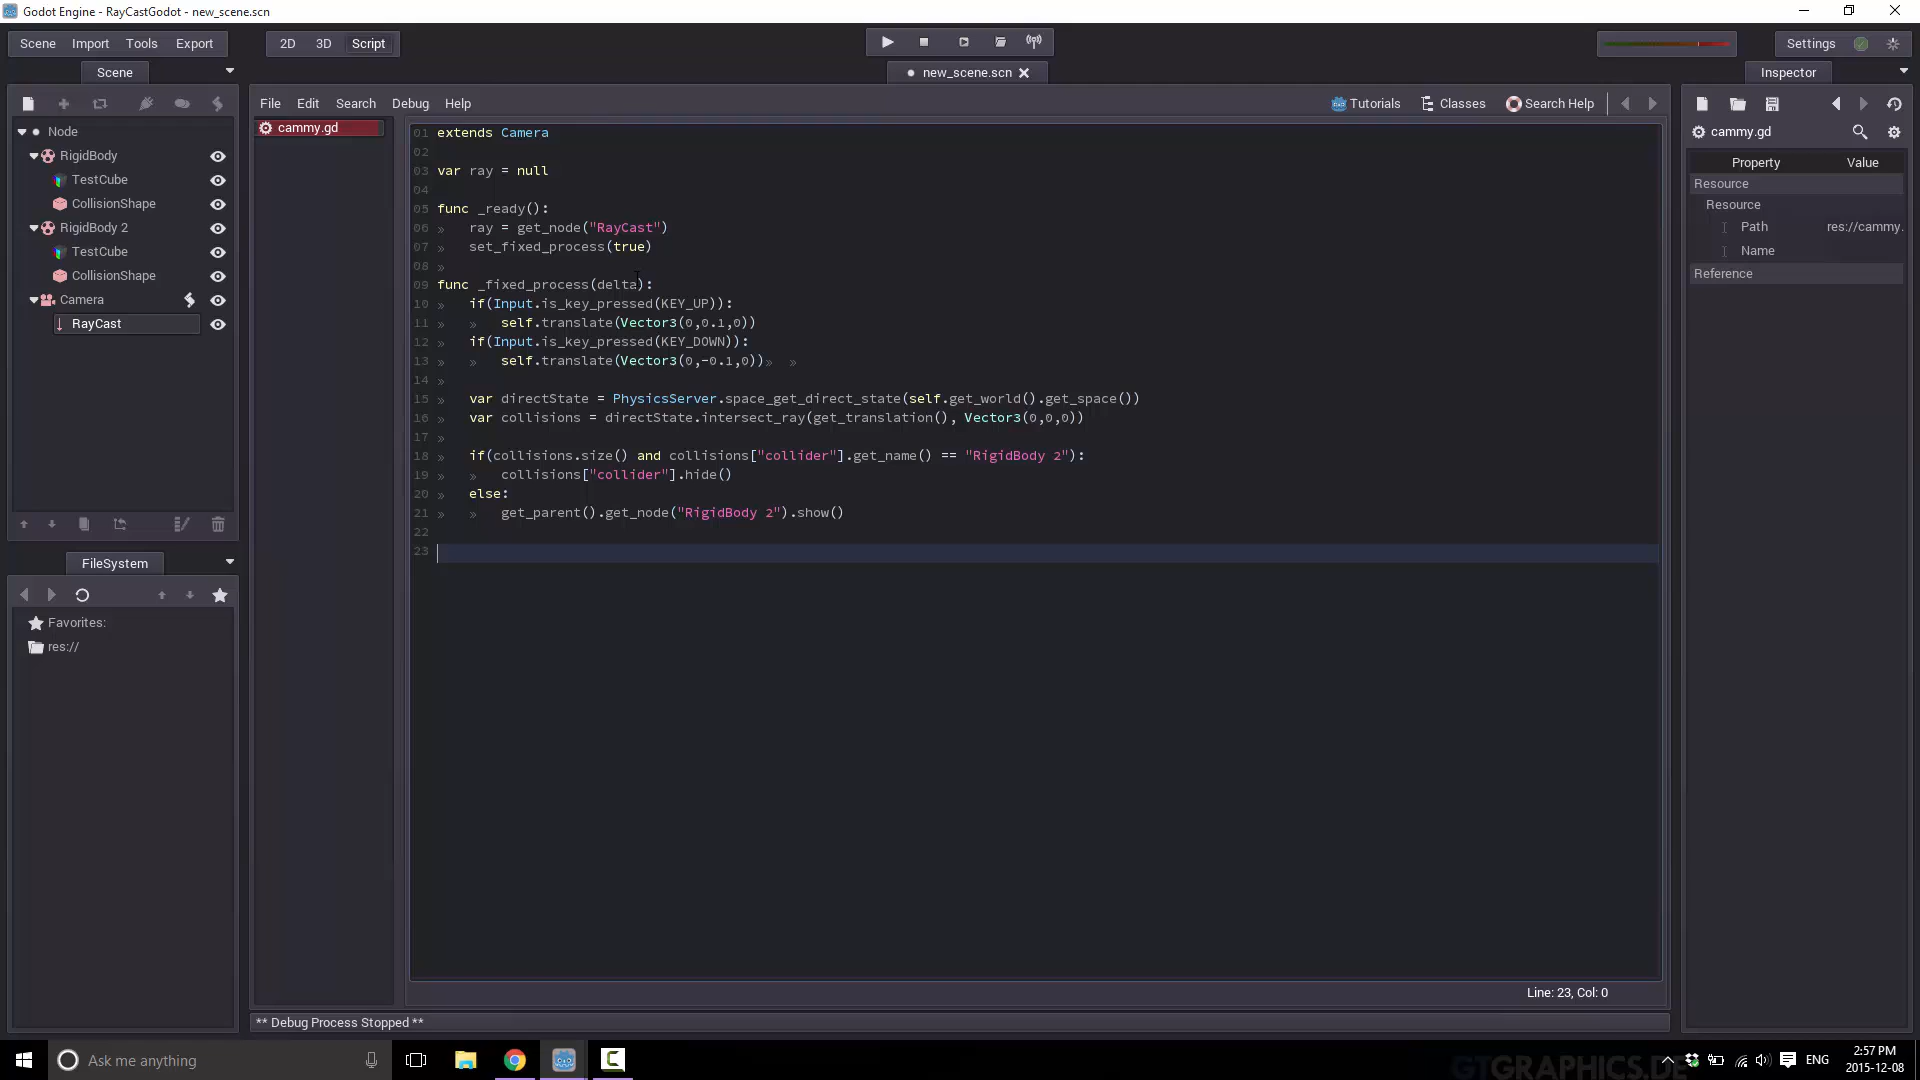 Godot Engine - RayCastGodot - new_scene.scn
Scene Import Tools Export 2D 3D Script Settings
Scene new_scene.scn Inspector
File Edit Search Debug Help Tutorials Classes Search Help
cammy.gd
Node
RigidBody
TestCube
CollisionShape
RigidBody 2
TestCube
CollisionShape
Camera
RayCast
FileSystem
Favorites:
res://
01 extends Camera
02
03 var ray = null
04
05 func _ready():
06 » ray = get_node("RayCast")
07 » set_fixed_process(true)
08 »
09 func _fixed_process(delta):
10 » if(Input.is_key_pressed(KEY_UP)):
11 » » self.translate(Vector3(0,0.1,0))
12 » if(Input.is_key_pressed(KEY_DOWN)):
13 » » self.translate(Vector3(0,-0.1,0))» »
14 »
15 » var directState = PhysicsServer.space_get_direct_state(self.get_world().get_space())
16 » var collisions = directState.intersect_ray(get_translation(), Vector3(0,0,0))
17 »
18 » if(collisions.size() and collisions["collider"].get_name() == "RigidBody 2"):
19 » » collisions["collider"].hide()
20 » else:
21 » » get_parent().get_node("RigidBody 2").show()
22
23
Line: 23, Col: 0
** Debug Process Stopped **
cammy.gd
Property Value
Resource
Resource
Path res://cammy.
Name
Reference
Ask me anything
ENG
2:57 PM
2015-12-08
GTGRAPHICS.DE